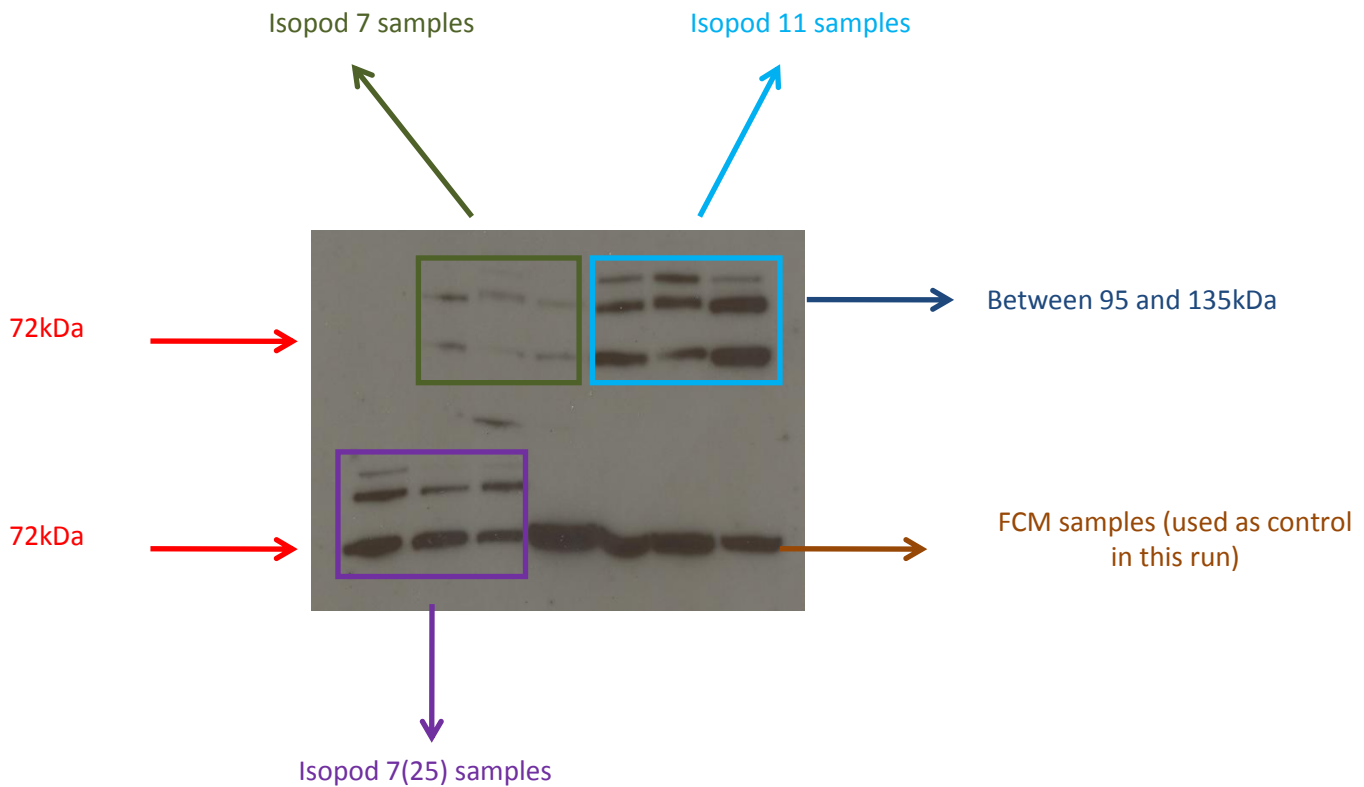 Isopod 7 samples
Isopod 11 samples
Between 95 and 135kDa
72kDa
72kDa
FCM samples (used as control
in this run)
Isopod 7(25) samples